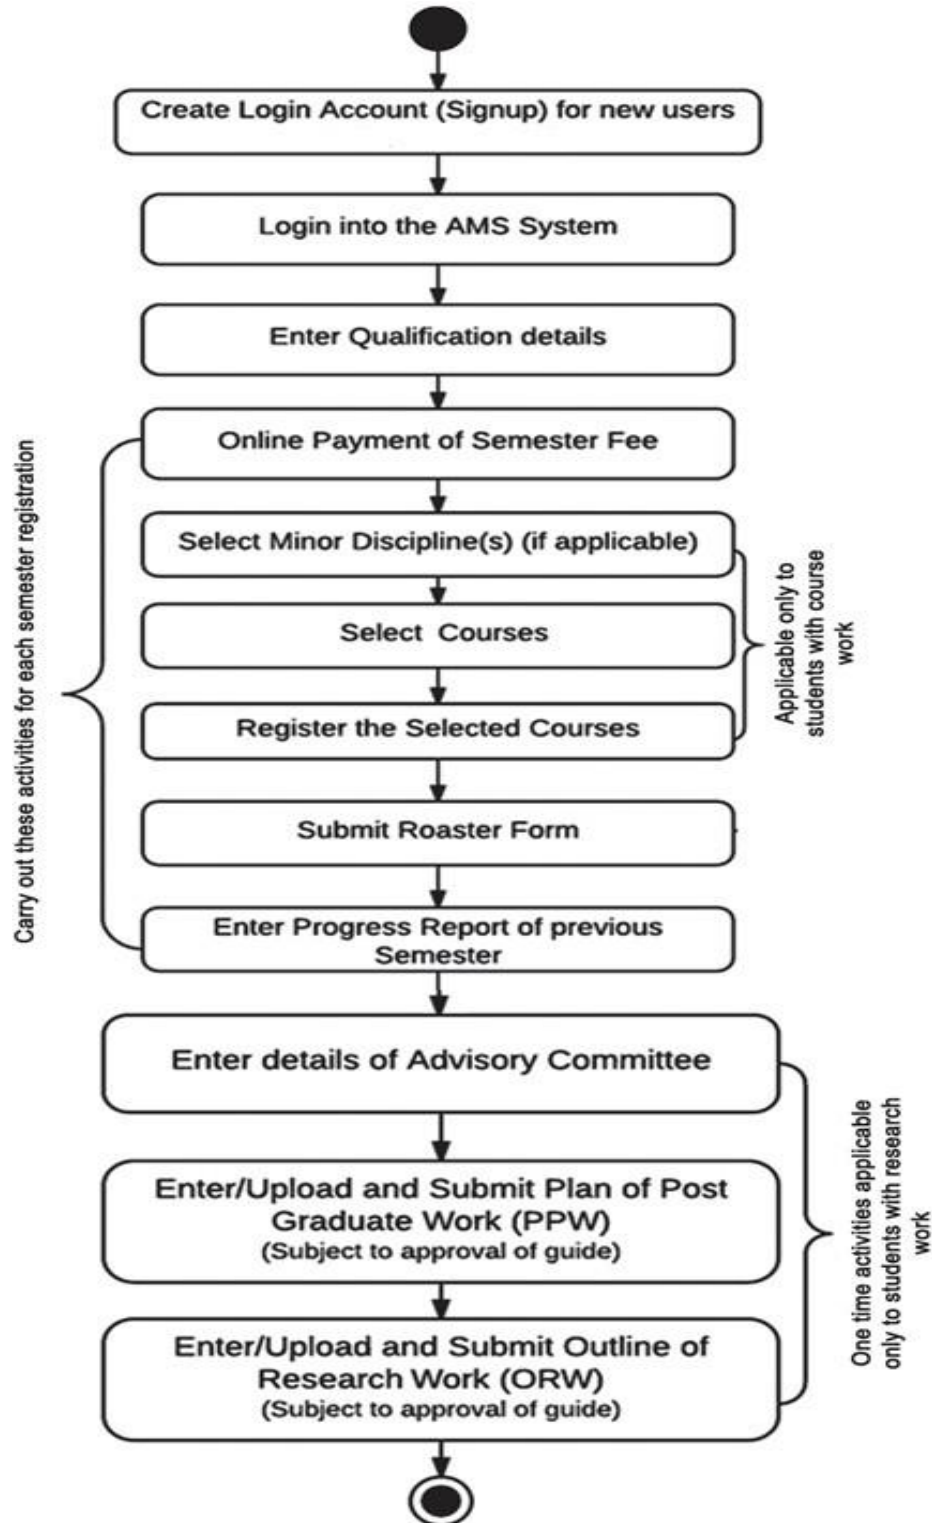 Create Login Account (Signup) for new users
Login into the AMS System
Enter Qualification details
Online Payment of Semester Fee
Select Minor Discipline(s) (if applicable)
Select Courses
Register the Selected Courses
Submit Roaster Form
Enter Progress Report of previous
Semester
Carry out these activities for each semester registration
Applicable only to
students with course
work
Enter details of Advisory Committee
Enter/Upload and Submit Plan of Post
Graduate Work (PPW)
(Subject to approval of guide)
Enter/Upload and Submit Outline of
Research Work (ORW)
(Subject to approval of guide)
One time activities applicable
only to students with research
work